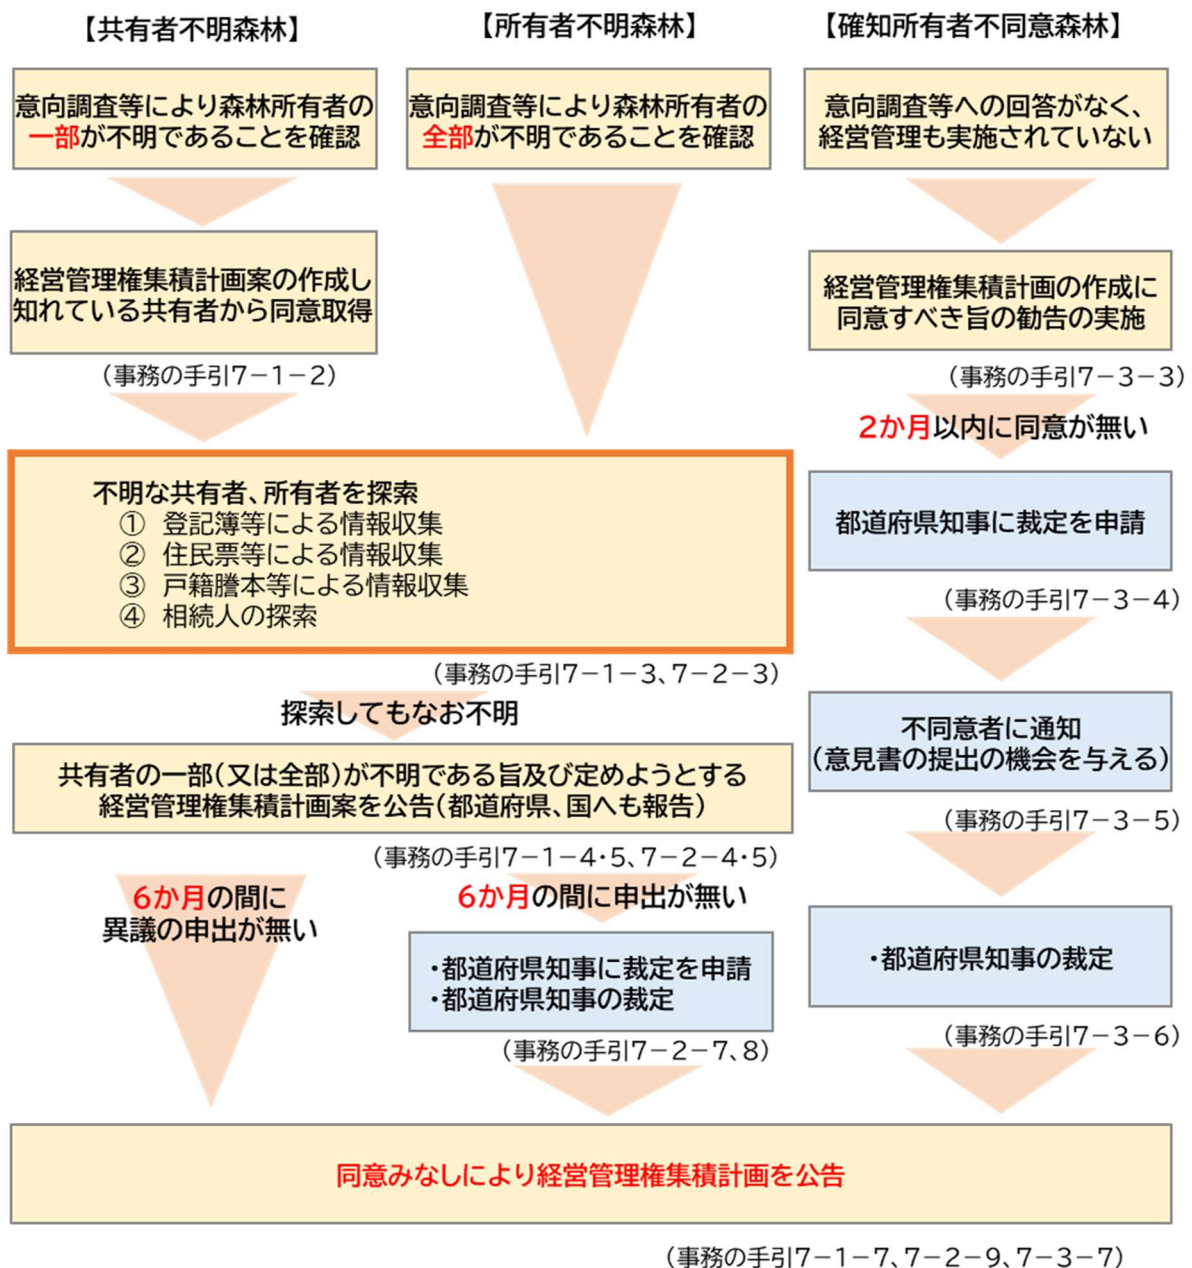 【共有者不明森林】
意向調査等により森林所有者の
一部が不明であることを確認
経営管理権集積計画案の作成し
知れている共有者から同意取得
（事務の手引7－1－2）
【所有者不明森林】
意向調査等により森林所有者の
全部が不明であることを確認
不明な共有者、所有者を探索
① 登記簿等による情報収集
② 住民票等による情報収集
③ 戸籍謄本等による情報収集
④ 相続人の探索
（事務の手引7－1－3、7－2－3）
探索してもなお不明
共有者の一部（又は全部）が不明である旨及び定めようとする
経営管理権集積計画案を公告（都道府県、国へも報告）
（事務の手引7－1－4・5、7－2－4・5）
6か月の間に
異議の申出が無い
6か月の間に申出が無い
・都道府県知事に裁定を申請
・都道府県知事の裁定
（事務の手引7－2－7、8）
【確知所有者不同意森林】
意向調査等への回答がなく、
経営管理も実施されていない
経営管理権集積計画の作成に
同意すべき旨の勧告の実施
（事務の手引7－3－3）
2か月以内に同意が無い
都道府県知事に裁定を申請
（事務の手引7－3－4）
不同意者に通知
（意見書の提出の機会を与える）
（事務の手引7－3－5）
・都道府県知事の裁定
（事務の手引7－3－6）
同意みなしにより経営管理権集積計画を公告
（事務の手引7－1－7、7－2－9、7－3－7）